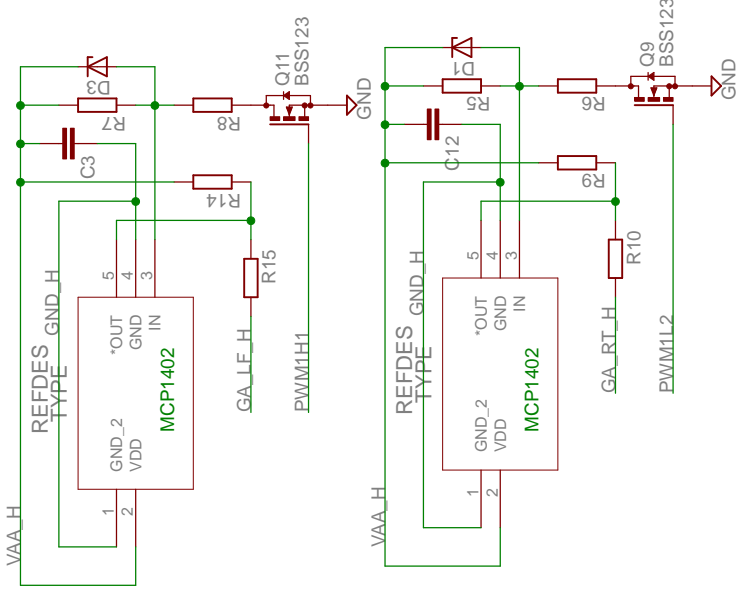 Q11
BSS123
D3
R7
R8
GND
C3
R14
R15
GND_H
5
4
3
*OUT
GND
IN
REFDES
TYPE
MCP1402
GND_2
VDD
1
2
VAA_H
GA_LF_H
PWM1H1
Q9
BSS123
D1
R5
R6
GND
C12
R9
R10
GND_H
5
4
3
*OUT
GND
IN
REFDES
TYPE
MCP1402
GND_2
VDD
1
2
VAA_H
GA_RT_H
PWM1L2